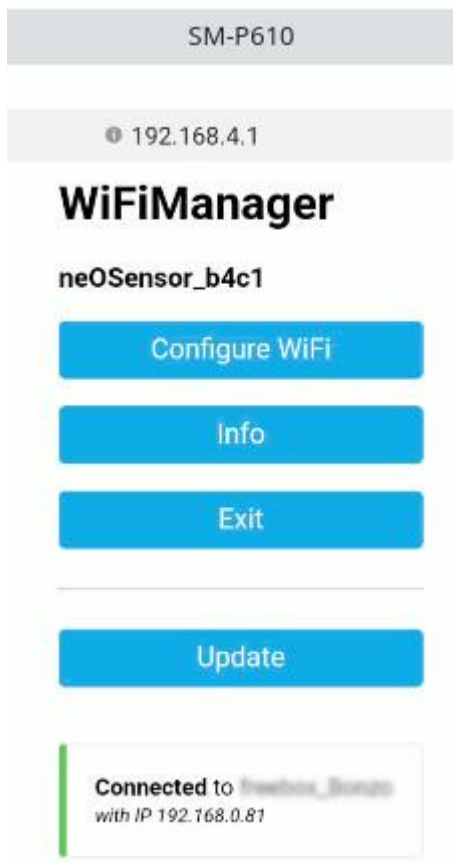 SM-P610
192.168.4.1
WiFiManager
neOSensor_b4c1
Configure WiFi
Info
Exit
Update
Connected to
with IP 192.168.0.81